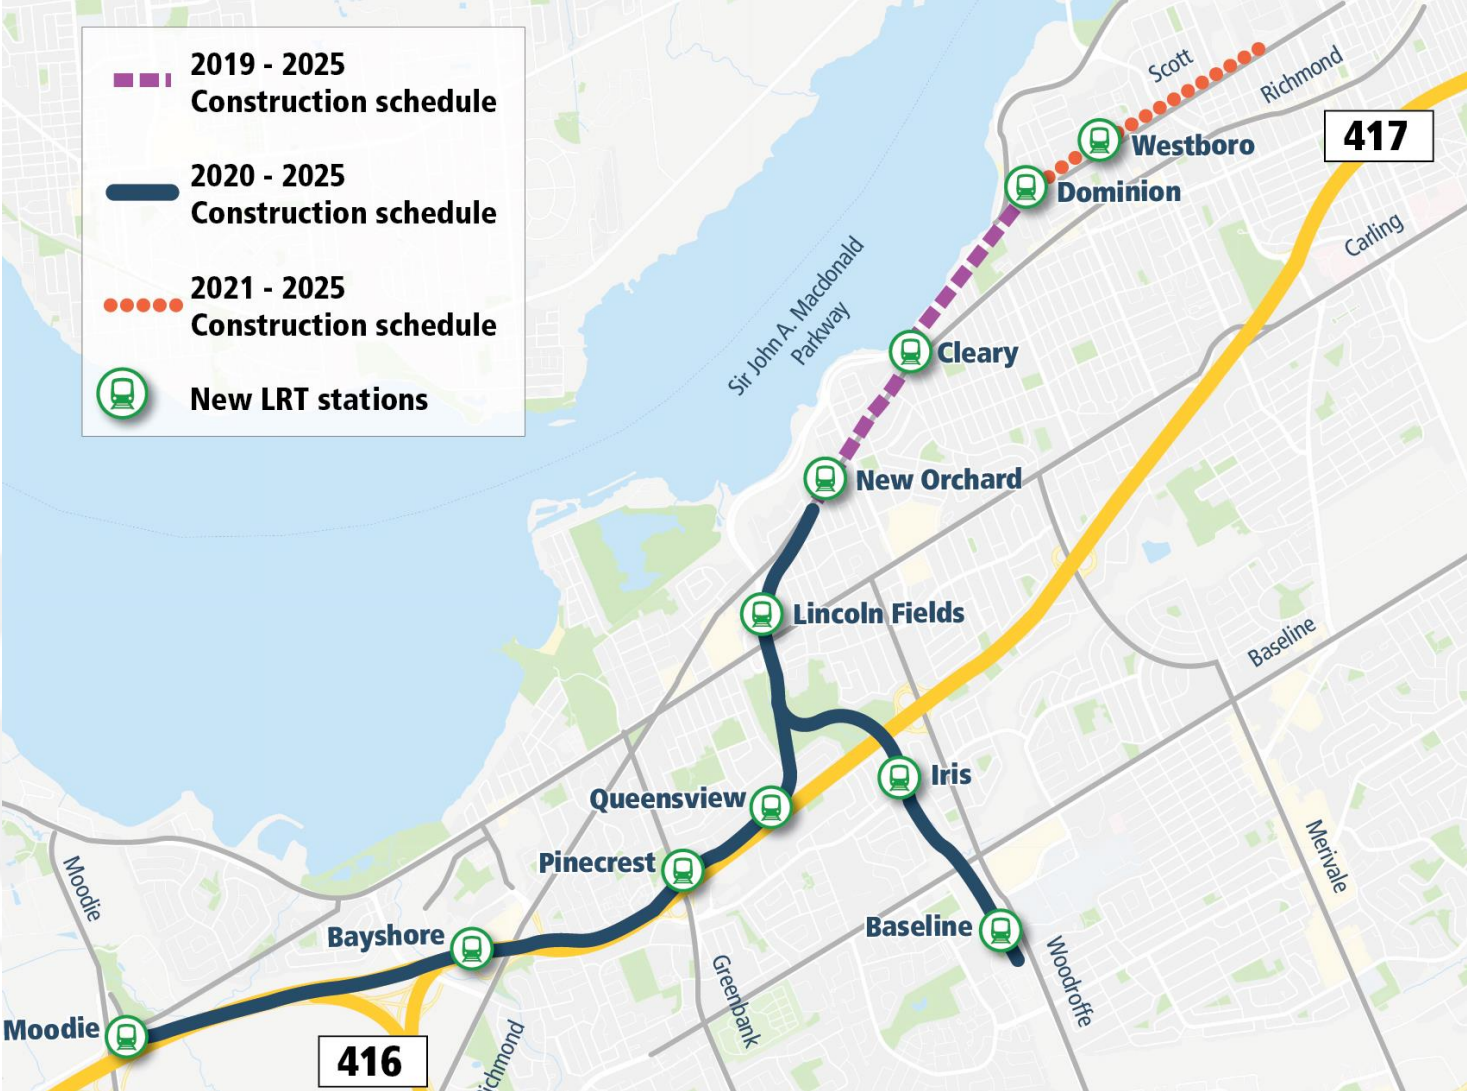 2019 - 2025
Construction schedule
2020 - 2025
Construction schedule
2021 - 2025
Construction schedule
New LRT stations
Scott
Richmond
417
Westboro
Dominion
Carling
Sir John A. Macdonald
Parkway
Cleary
New Orchard
Lincoln Fields
Baseline
Iris
Queensview
Pinecrest
Moodie
Merivale
Bayshore
Baseline
Woodroffe
Greenbank
Moodie
416
ichmond